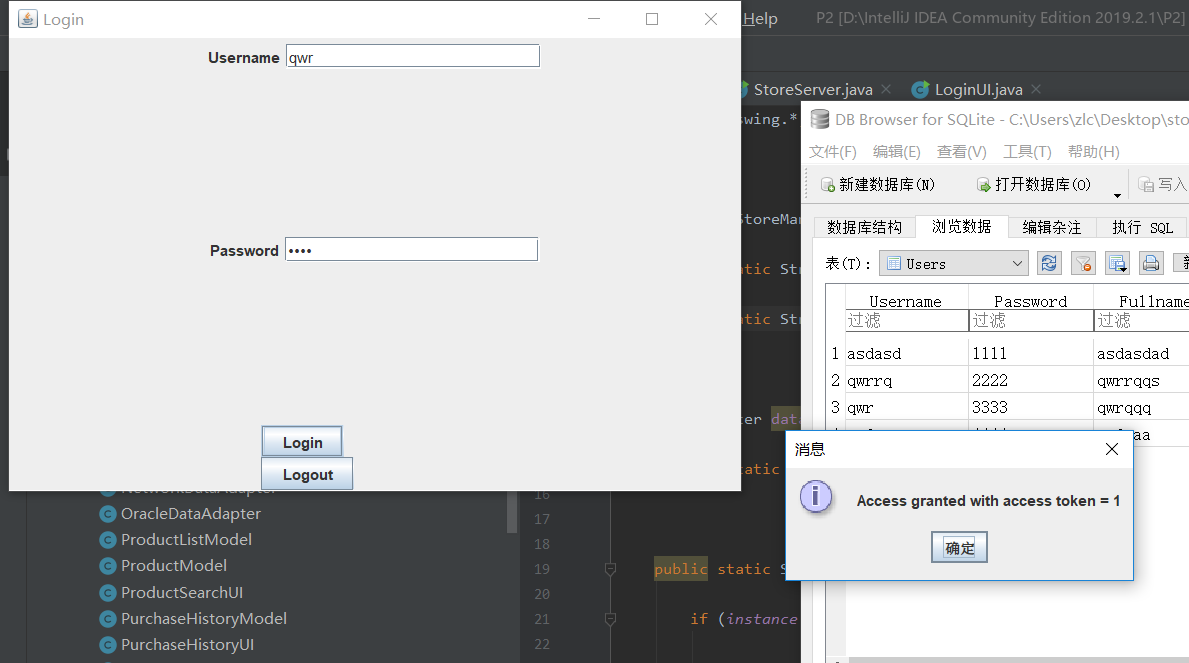 Login
Username qwr
Password ••••
Login
Logout
Help
P2 [D:\IntelliJ IDEA Community Edition 2019.2.1\P2]
StoreServer.java
LoginUI.java
swing.*
DB Browser for SQLite - C:\Users\zlc\Desktop\sto
文件(F) 编辑(E) 查看(V) 工具(T) 帮助(H)
新建数据库(N) 打开数据库(O) 写入
数据库结构 浏览数据 编辑杂注 执行 SQL
表(T): Users
Username Password Fullname
过滤 过滤 过滤
1 asdasd 1111 asdasdad
2 qwrrq 2222 qwrrqqs
3 qwr 3333 qwrqqq
消息
Access granted with access token = 1
确定
NetworkDataAdapter
OracleDataAdapter
ProductListModel
ProductModel
ProductSearchUI
PurchaseHistoryModel
PurchaseHistoryUI
16
17
18
19 public static S
20
21 if (instance
22